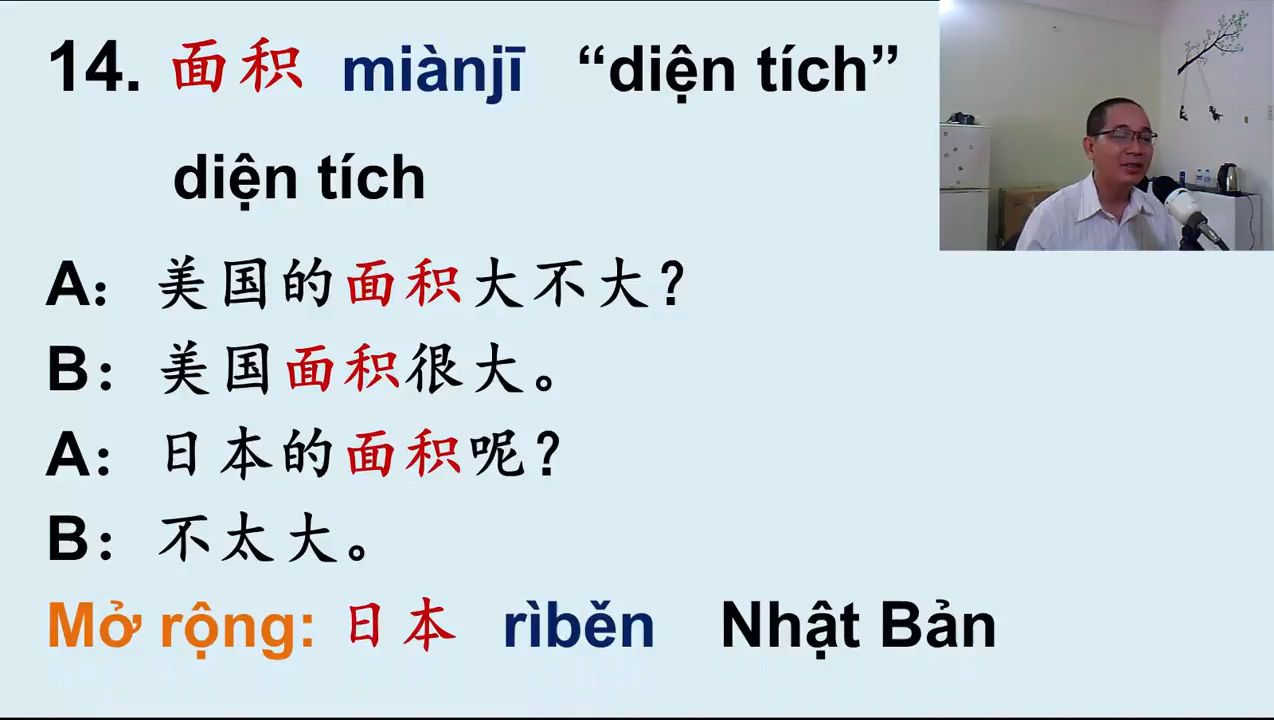 14. 面积 miànjī “diện tích”
diện tích
A：美国的面积大不大？
B：美国面积很大。
A：日本的面积呢？
B：不太大。
Mở rộng: 日本 rìběn Nhật Bản